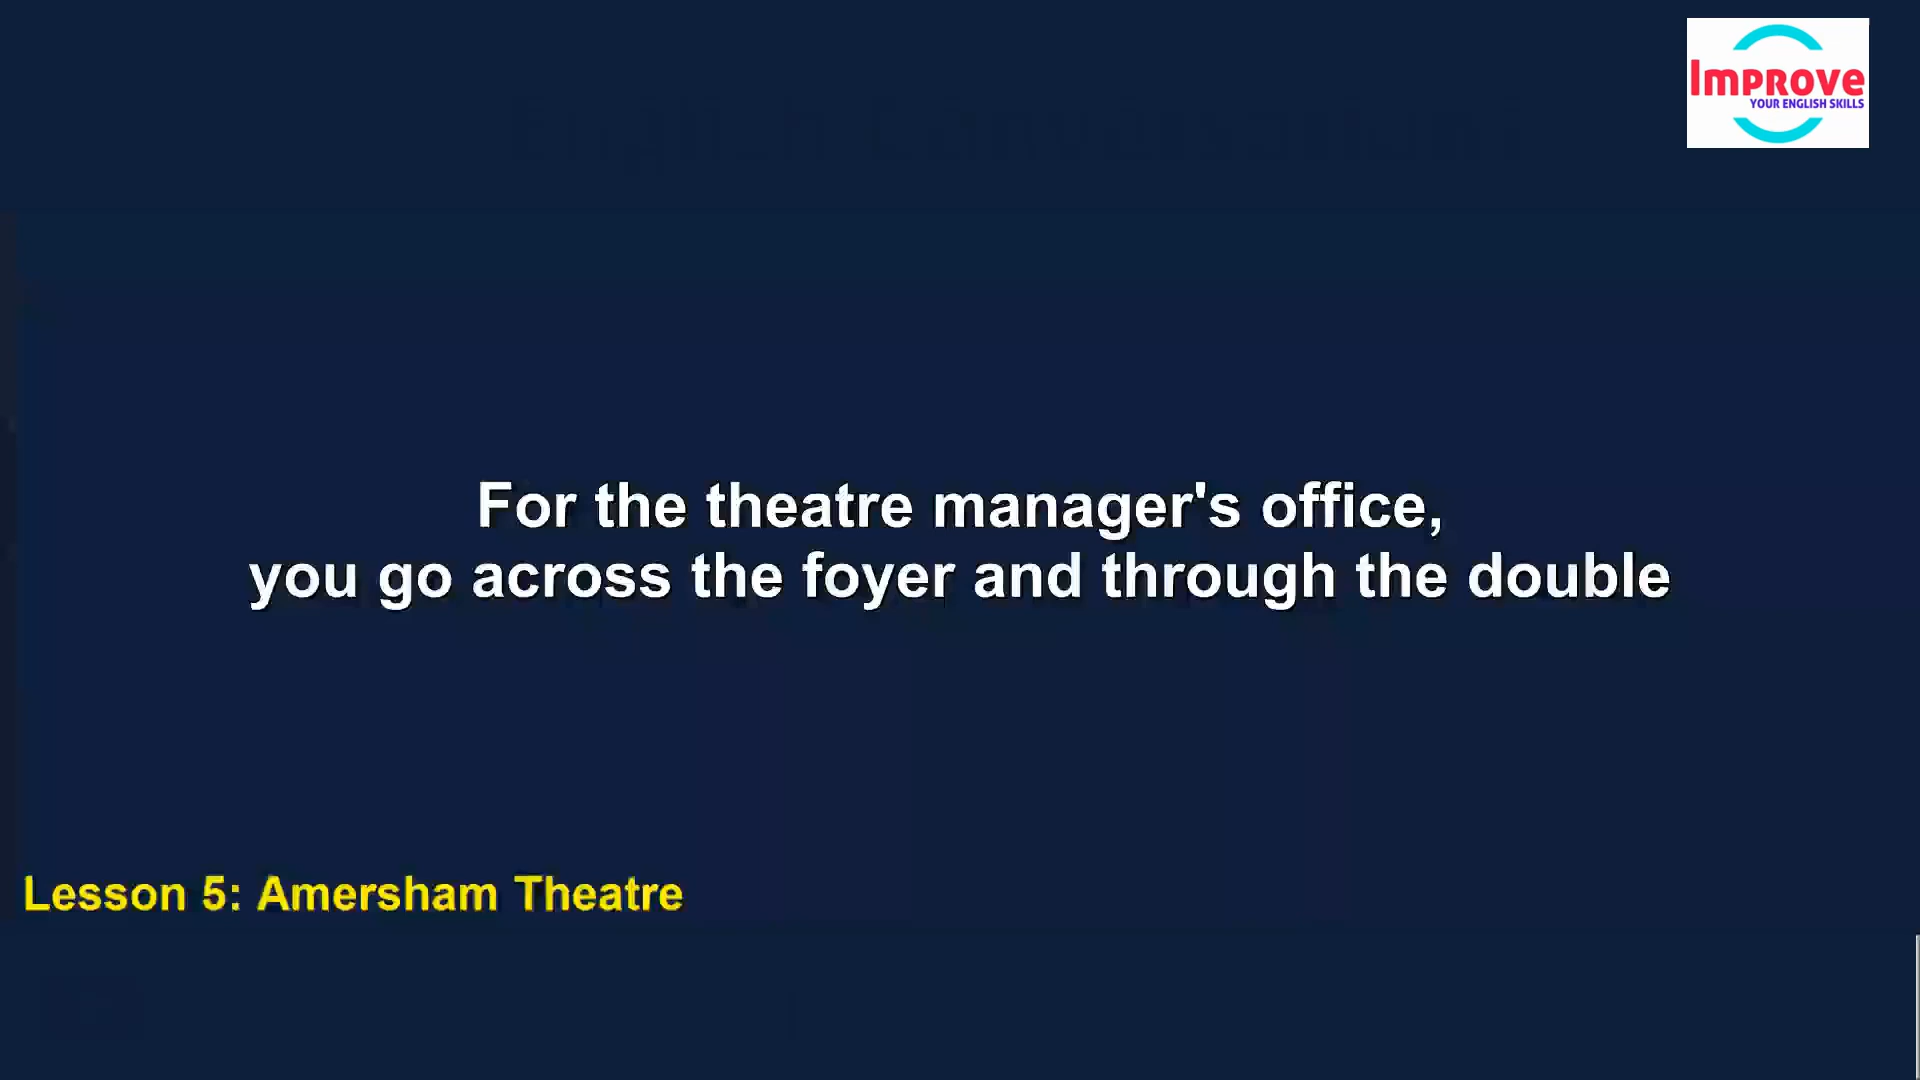 Improve
YOUR ENGLISH SKILLS
For the theatre manager's office,
you go across the foyer and through the double
Lesson 5: Amersham Theatre